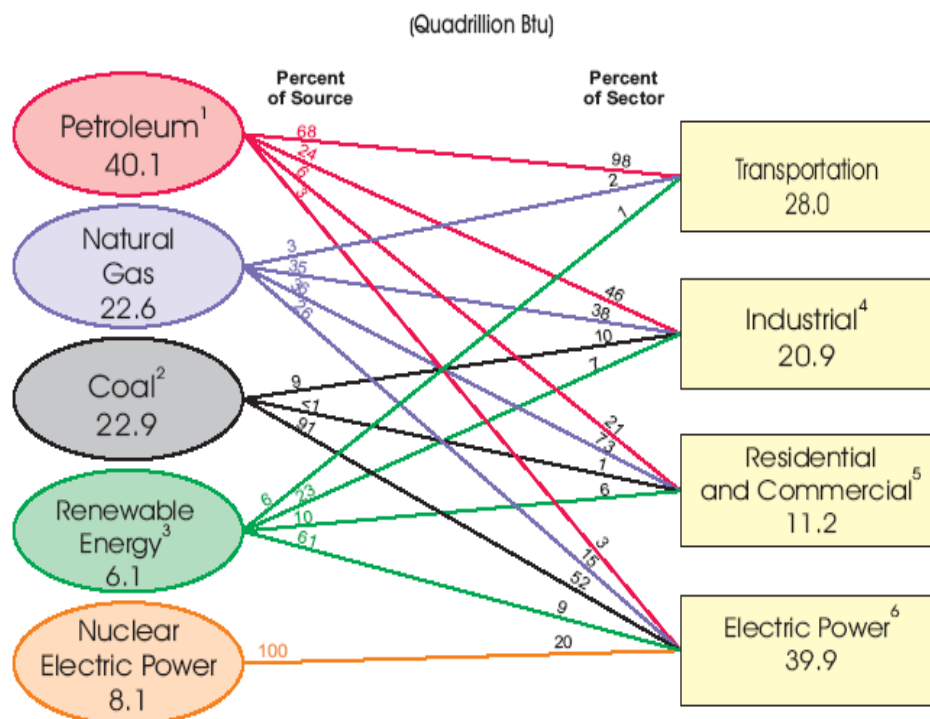 (Quadrillion Btu)
Percent
of Source
Percent
of Sector
Petroleum¹
40.1
Natural
Gas
22.6
Coal²
22.9
Renewable
Energy³
6.1
Nuclear
Electric Power
8.1
68
24
3
3
35
26
9
<1
6
23
10
61
100
98
2
1
46
38
10
7
21
73
1
6
3
15
52
9
20
Transportation
28.0
Industrial⁴
20.9
Residential
and Commercial⁵
11.2
Electric Power⁶
39.9